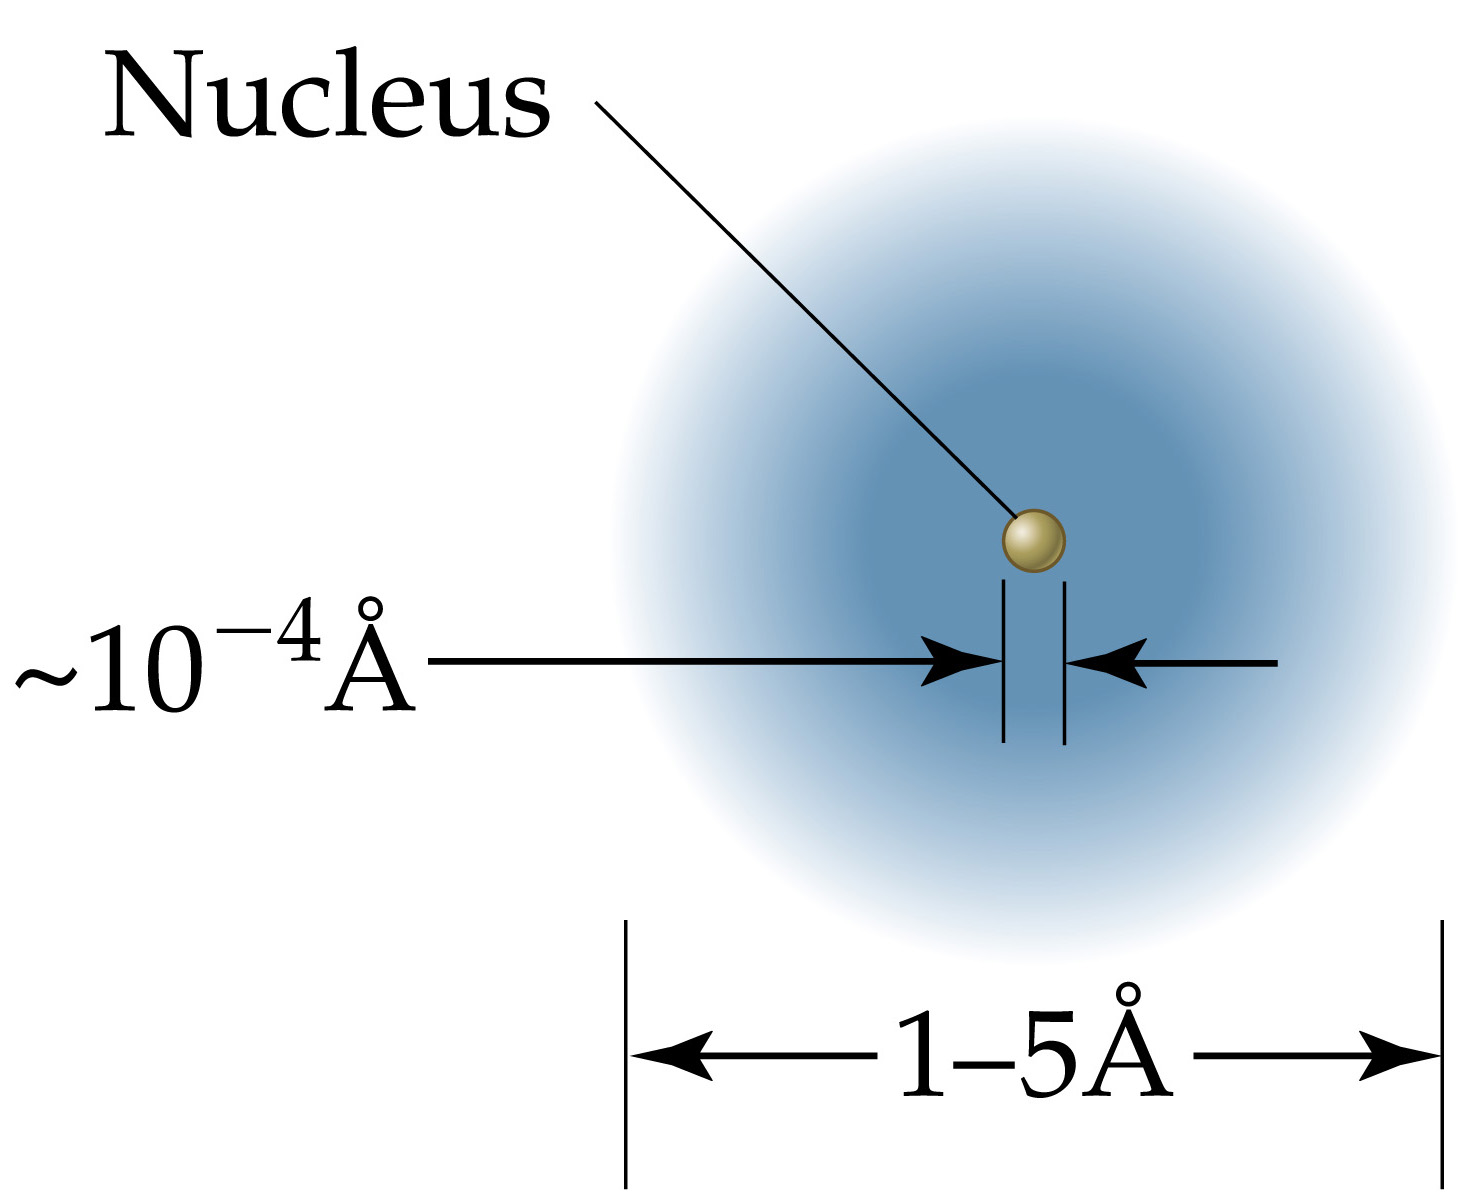 Nucleus
~10⁻⁴Å
1–5Å